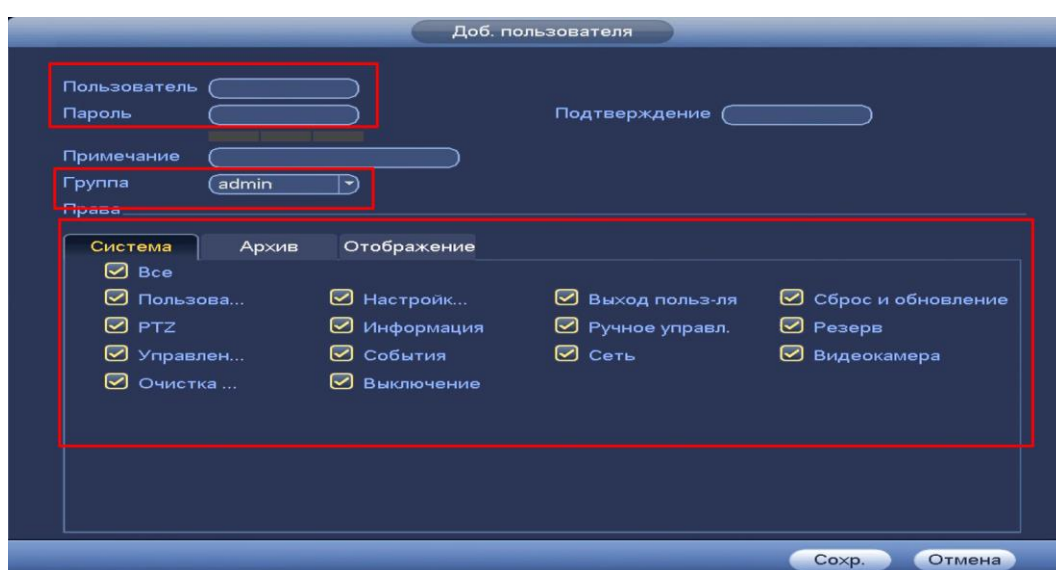 Доб. пользователя
Пользователь
Пароль Подтверждение
Примечание
Группа admin
Права
Система Архив Отображение
Все
Пользова... Настройк... Выход польз-ля Сброс и обновление
PTZ Информация Ручное управл. Резерв
Управлен... События Сеть Видеокамера
Очистка ... Выключение
Сохр. Отмена